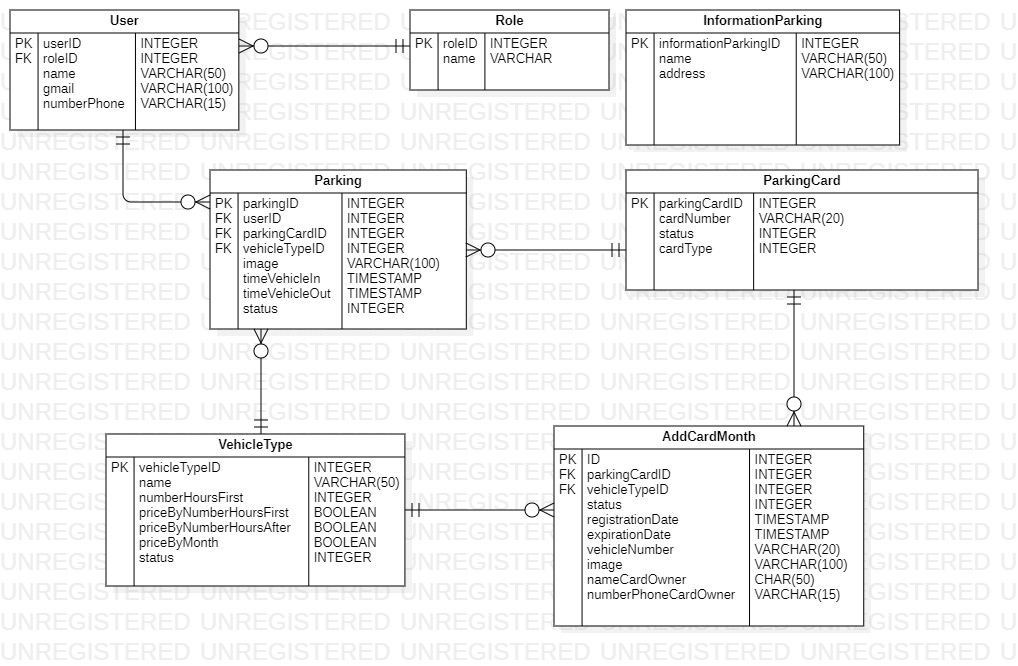 User
PK userID INTEGER
FK roleID INTEGER
name VARCHAR(50)
gmail VARCHAR(100)
numberPhone VARCHAR(15)
Role
PK roleID INTEGER
name VARCHAR
InformationParking
PK informationParkingID INTEGER
name VARCHAR(50)
address VARCHAR(100)
Parking
PK parkingID INTEGER
FK userID INTEGER
FK parkingCardID INTEGER
FK vehicleTypeID INTEGER
image VARCHAR(100)
timeVehicleIn TIMESTAMP
timeVehicleOut TIMESTAMP
status INTEGER
ParkingCard
PK parkingCardID INTEGER
cardNumber VARCHAR(20)
status INTEGER
cardType INTEGER
VehicleType
PK vehicleTypeID INTEGER
name VARCHAR(50)
numberHoursFirst INTEGER
priceByNumberHoursFirst BOOLEAN
priceByNumberHoursAfter BOOLEAN
priceByMonth BOOLEAN
status INTEGER
AddCardMonth
PK ID INTEGER
FK parkingCardID INTEGER
FK vehicleTypeID INTEGER
status INTEGER
registrationDate TIMESTAMP
expirationDate TIMESTAMP
vehicleNumber VARCHAR(20)
image VARCHAR(100)
nameCardOwner CHAR(50)
numberPhoneCardOwner VARCHAR(15)
UNREGISTERED